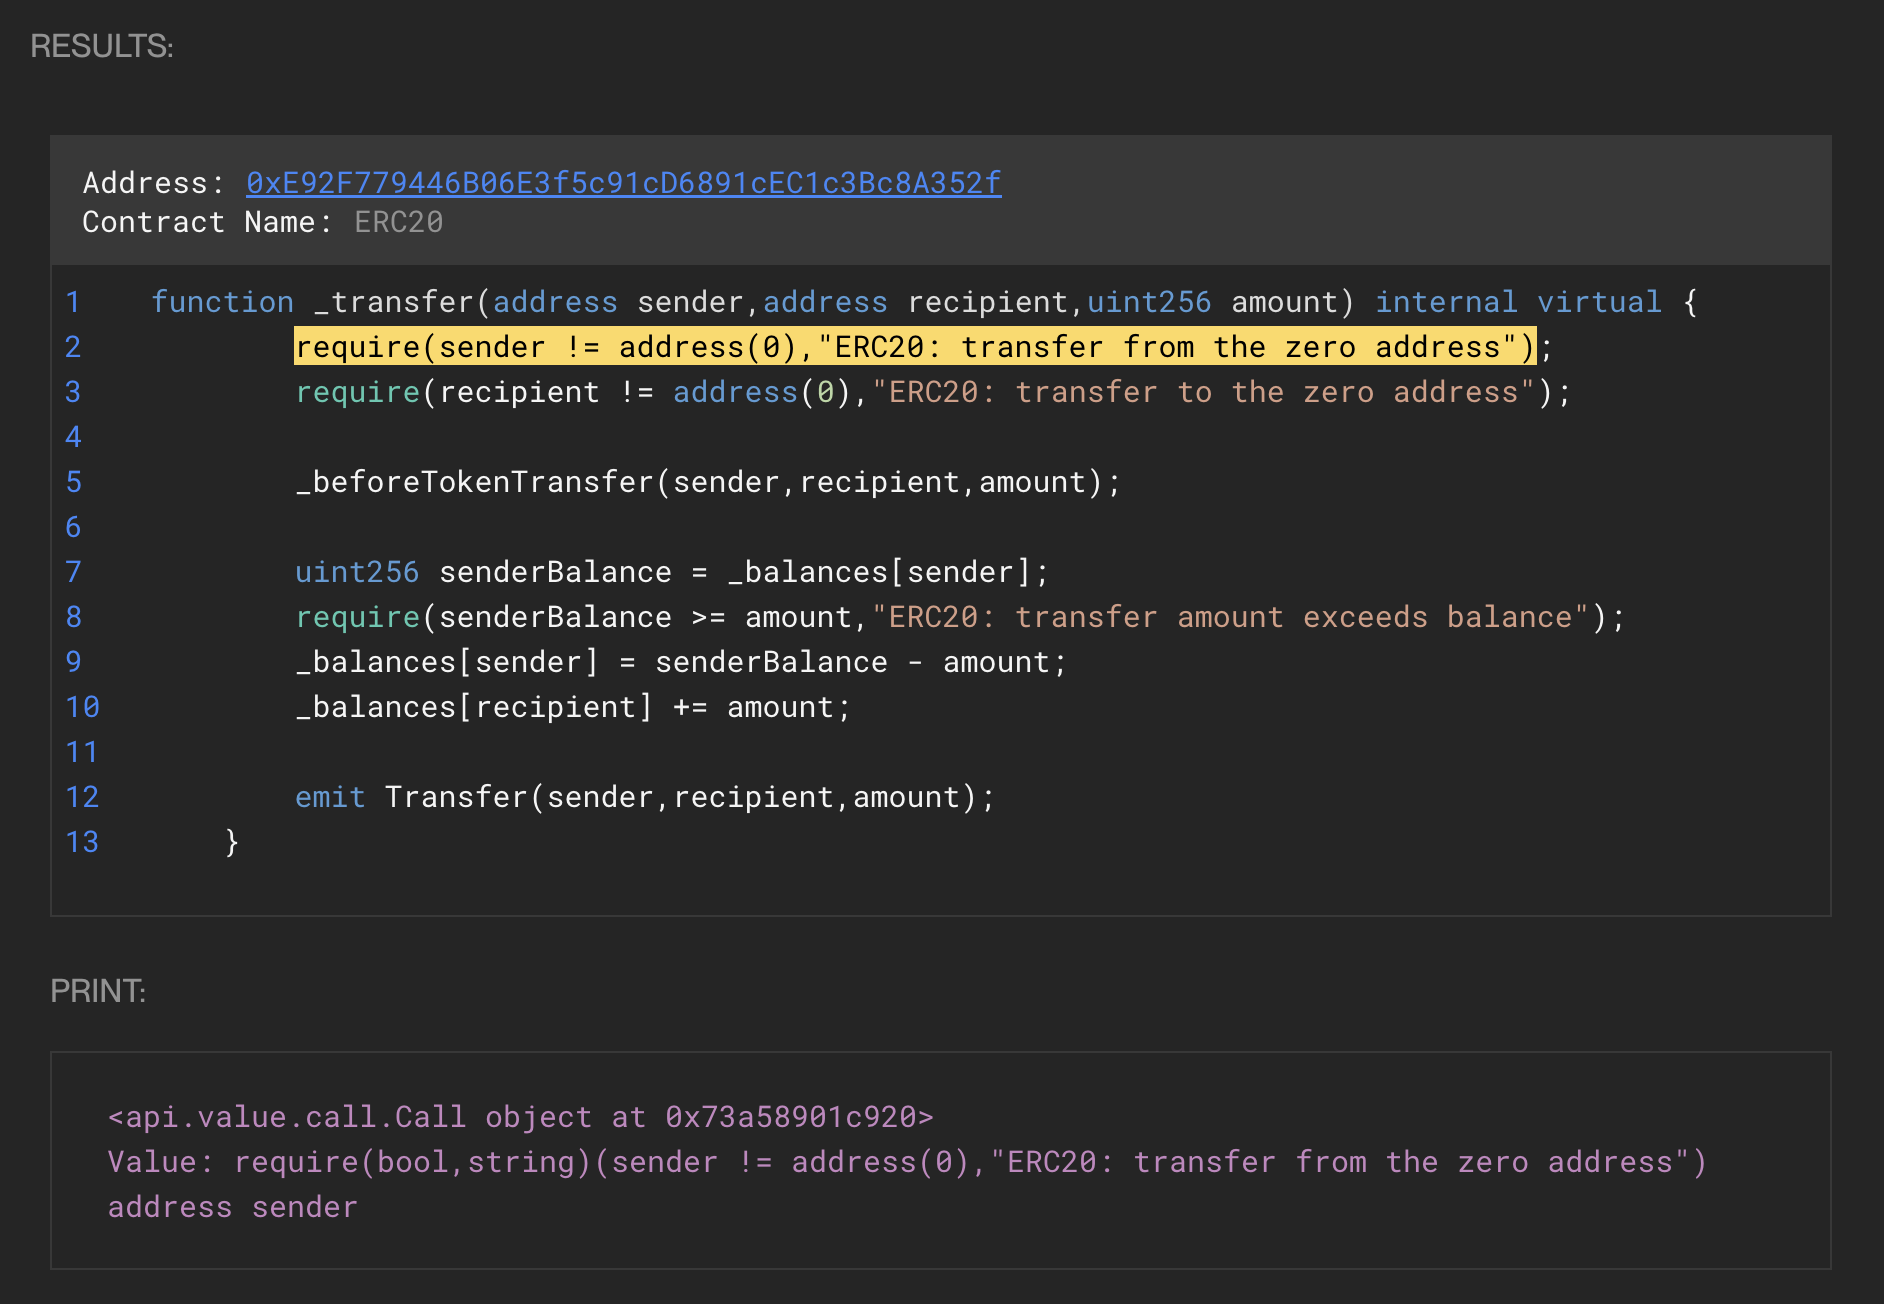 RESULTS:
Address: 0xE92F779446B06E3f5c91cD6891cEC1c3Bc8A352f
Contract Name: ERC20
1 function _transfer(address sender,address recipient,uint256 amount) internal virtual {
2 require(sender != address(0),"ERC20: transfer from the zero address");
3 require(recipient != address(0),"ERC20: transfer to the zero address");
4
5 _beforeTokenTransfer(sender,recipient,amount);
6
7 uint256 senderBalance = _balances[sender];
8 require(senderBalance >= amount,"ERC20: transfer amount exceeds balance");
9 _balances[sender] = senderBalance - amount;
10 _balances[recipient] += amount;
11
12 emit Transfer(sender,recipient,amount);
13 }
PRINT:
<api.value.call.Call object at 0x73a58901c920>
Value: require(bool,string)(sender != address(0),"ERC20: transfer from the zero address")
address sender